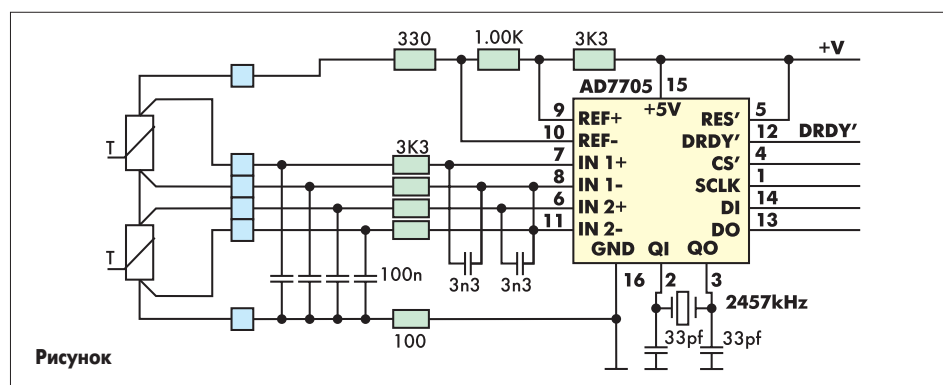 330
1.00K
3K3
+V
AD7705
15
+5V
9
REF+
RES'
5
10
REF-
DRDY'
12
DRDY'
T
3K3
7
IN 1+
CS'
4
8
IN 1-
SCLK
1
6
IN 2+
DI
14
11
IN 2-
DO
13
GND
QI
QO
T
100n
3n3
3n3
16
2
3
2457kHz
100
33pf
33pf
Рисунок